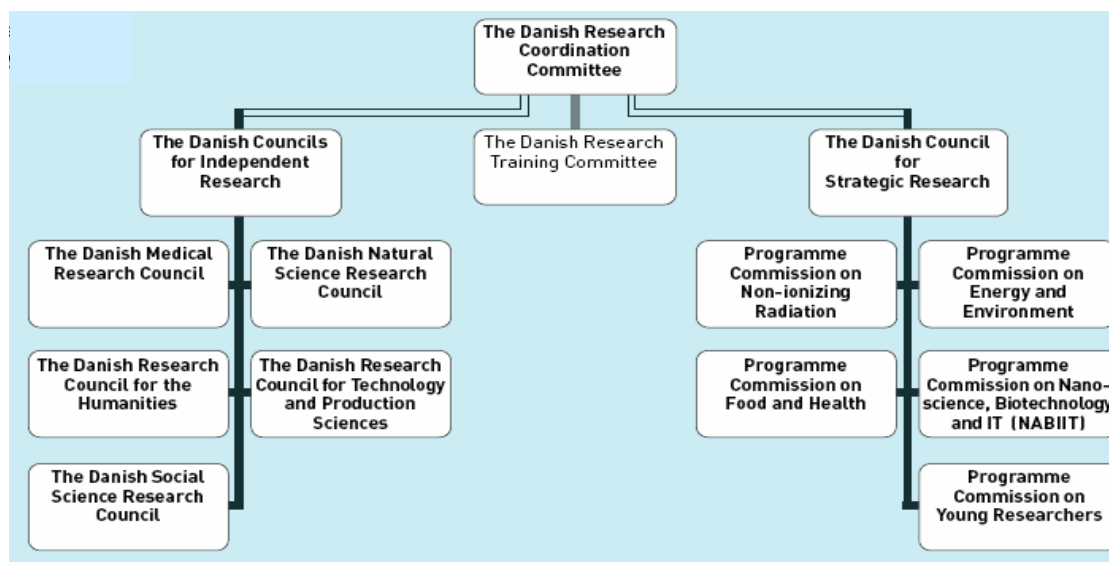 The Danish Research
Coordination
Committee
The Danish Councils
for Independent
Research
The Danish Research
Training Committee
The Danish Council
for
Strategic Research
The Danish Medical
Research Council
The Danish Natural
Science Research
Council
Programme
Commission on
Non-ionizing
Radiation
Programme
Commission on
Energy and
Environment
The Danish Research
Council for the
Humanities
The Danish Research
Council for Technology
and Production
Sciences
Programme
Commission on
Food and Health
Programme
Commission on Nano-
science, Biotechnology
and IT (NABIIT)
The Danish Social
Science Research
Council
Programme
Commission on
Young Researchers